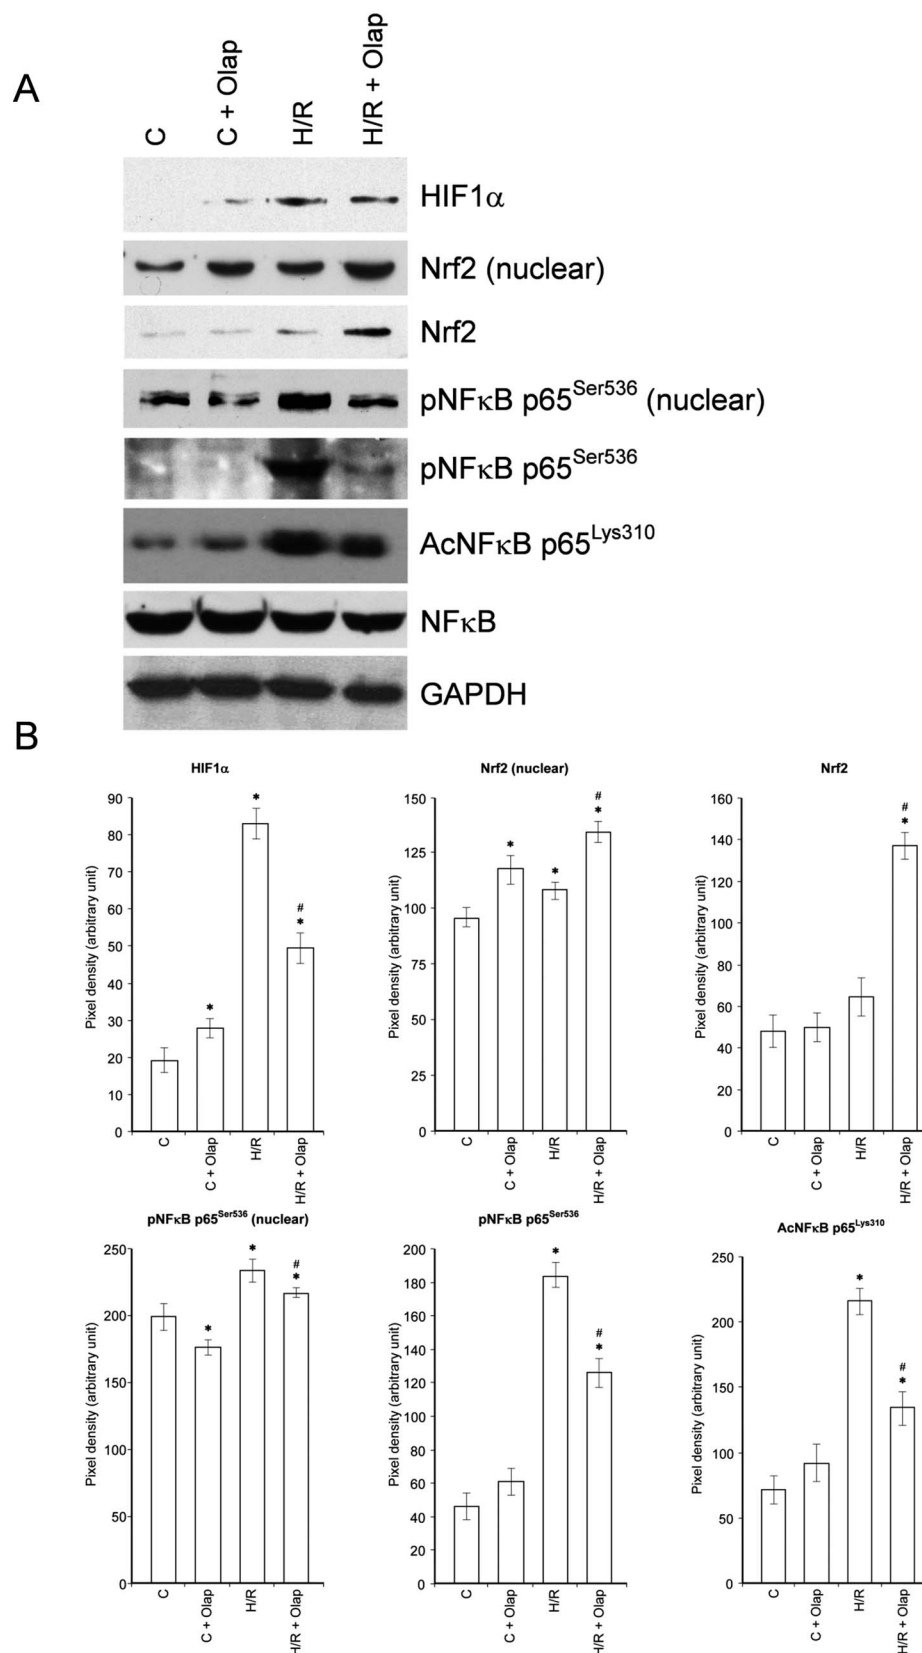 A
C
C + Olap
H/R
H/R + Olap
HIF1α
Nrf2 (nuclear)
Nrf2
pNFκB p65Ser536 (nuclear)
pNFκB p65Ser536
AcNFκB p65Lys310
NFκB
GAPDH
B
HIF1α
Pixel density (arbitrary unit)
90
80
70
60
50
40
30
20
10
0
*
*
#
*
C
C + Olap
H/R
H/R + Olap
Nrf2 (nuclear)
Pixel density (arbitrary unit)
150
125
100
75
50
25
0
*
*
#
*
C
C + Olap
H/R
H/R + Olap
Nrf2
Pixel density (arbitrary unit)
160
140
120
100
80
60
40
20
0
#
*
C
C + Olap
H/R
H/R + Olap
pNFκB p65Ser536 (nuclear)
Pixel density (arbitrary unit)
250
200
150
100
50
0
*
*
#
*
C
C + Olap
H/R
H/R + Olap
pNFκB p65Ser536
Pixel density (arbitrary unit)
200
180
160
140
120
100
80
60
40
20
0
*
#
*
C
C + Olap
H/R
H/R + Olap
AcNFκB p65Lys310
Pixel density (arbitrary unit)
250
200
150
100
50
0
*
#
*
C
C + Olap
H/R
H/R + Olap